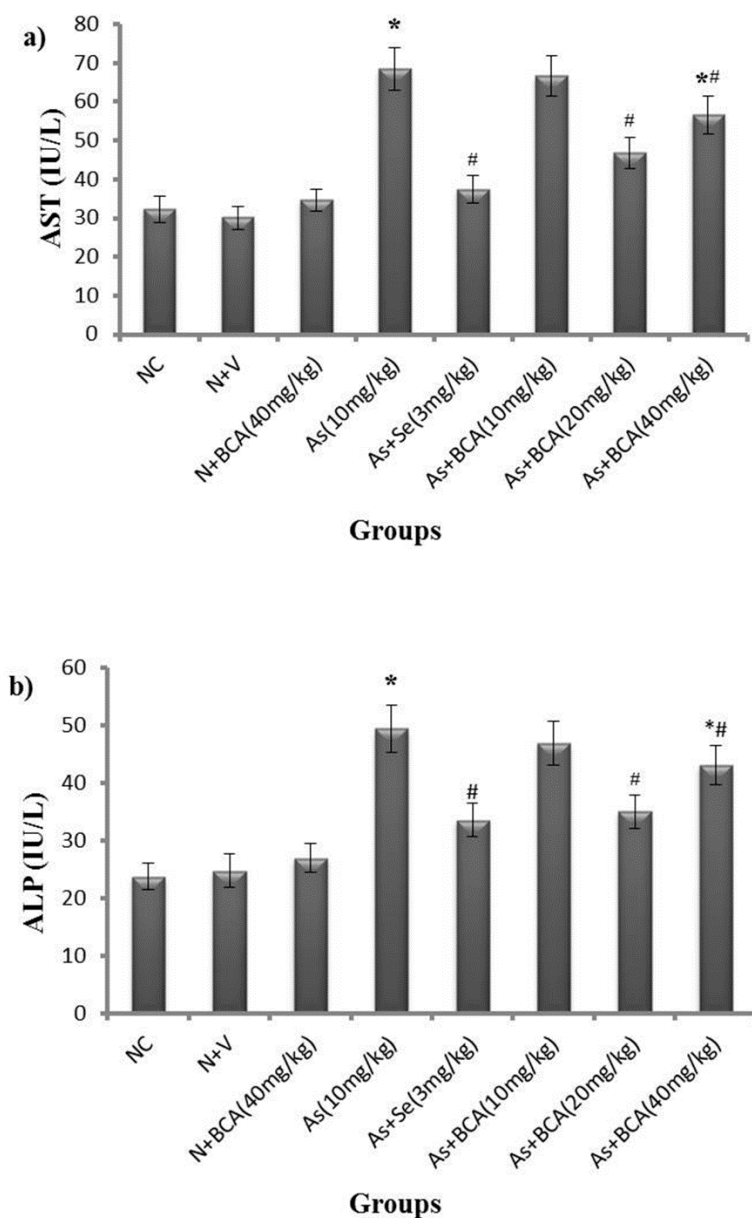 a)
AST (IU/L)
80
70
60
50
40
30
20
10
0
*
#
#
*#
NC
N+V
N+BCA(40mg/kg)
As(10mg/kg)
As+Se(3mg/kg)
As+BCA(10mg/kg)
As+BCA(20mg/kg)
As+BCA(40mg/kg)
Groups
b)
ALP (IU/L)
60
50
40
30
20
10
0
*
#
#
*#
NC
N+V
N+BCA(40mg/kg)
As(10mg/kg)
As+Se(3mg/kg)
As+BCA(10mg/kg)
As+BCA(20mg/kg)
As+BCA(40mg/kg)
Groups